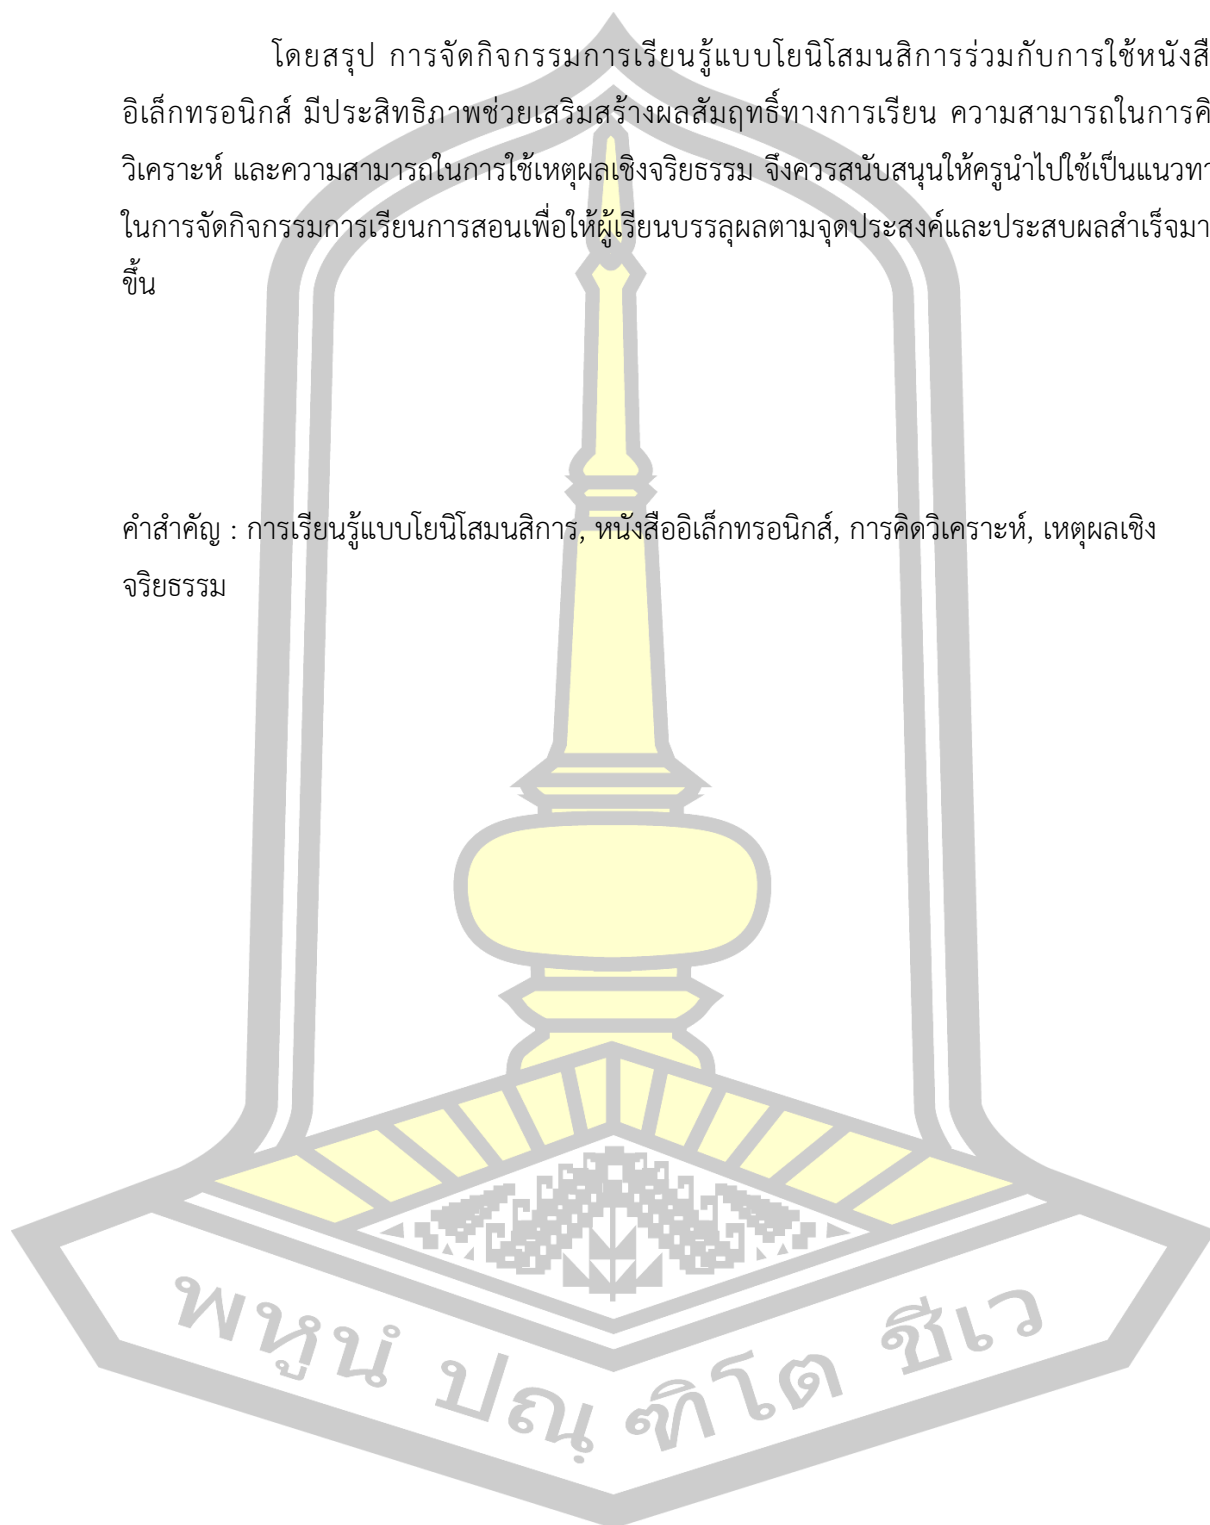 โดยสรุป การจัดกิจกรรมการเรียนรู้แบบโยนิโสมนสิการร่วมกับการใช้หนังสื
อิเล็กทรอนิกส์ มีประสิทธิภาพช่วยเสริมสร้างผลสัมฤทธิ์ทางการเรียน ความสามารถในการคิ
วิเคราะห์ และความสามารถในการใช้เหตุผลเชิงจริยธรรม จึงควรสนับสนุนให้ครูนำไปใช้เป็นแนวทา
ในการจัดกิจกรรมการเรียนการสอนเพื่อให้ผู้เรียนบรรลุผลตามจุดประสงค์และประสบผลสำเร็จมา
ขึ้น
คำสำคัญ : การเรียนรู้แบบโยนิโสมนสิการ, หนังสืออิเล็กทรอนิกส์, การคิดวิเคราะห์, เหตุผลเชิง
จริยธรรม
พหูนํ ปณฺ ฑิโต ชีเว